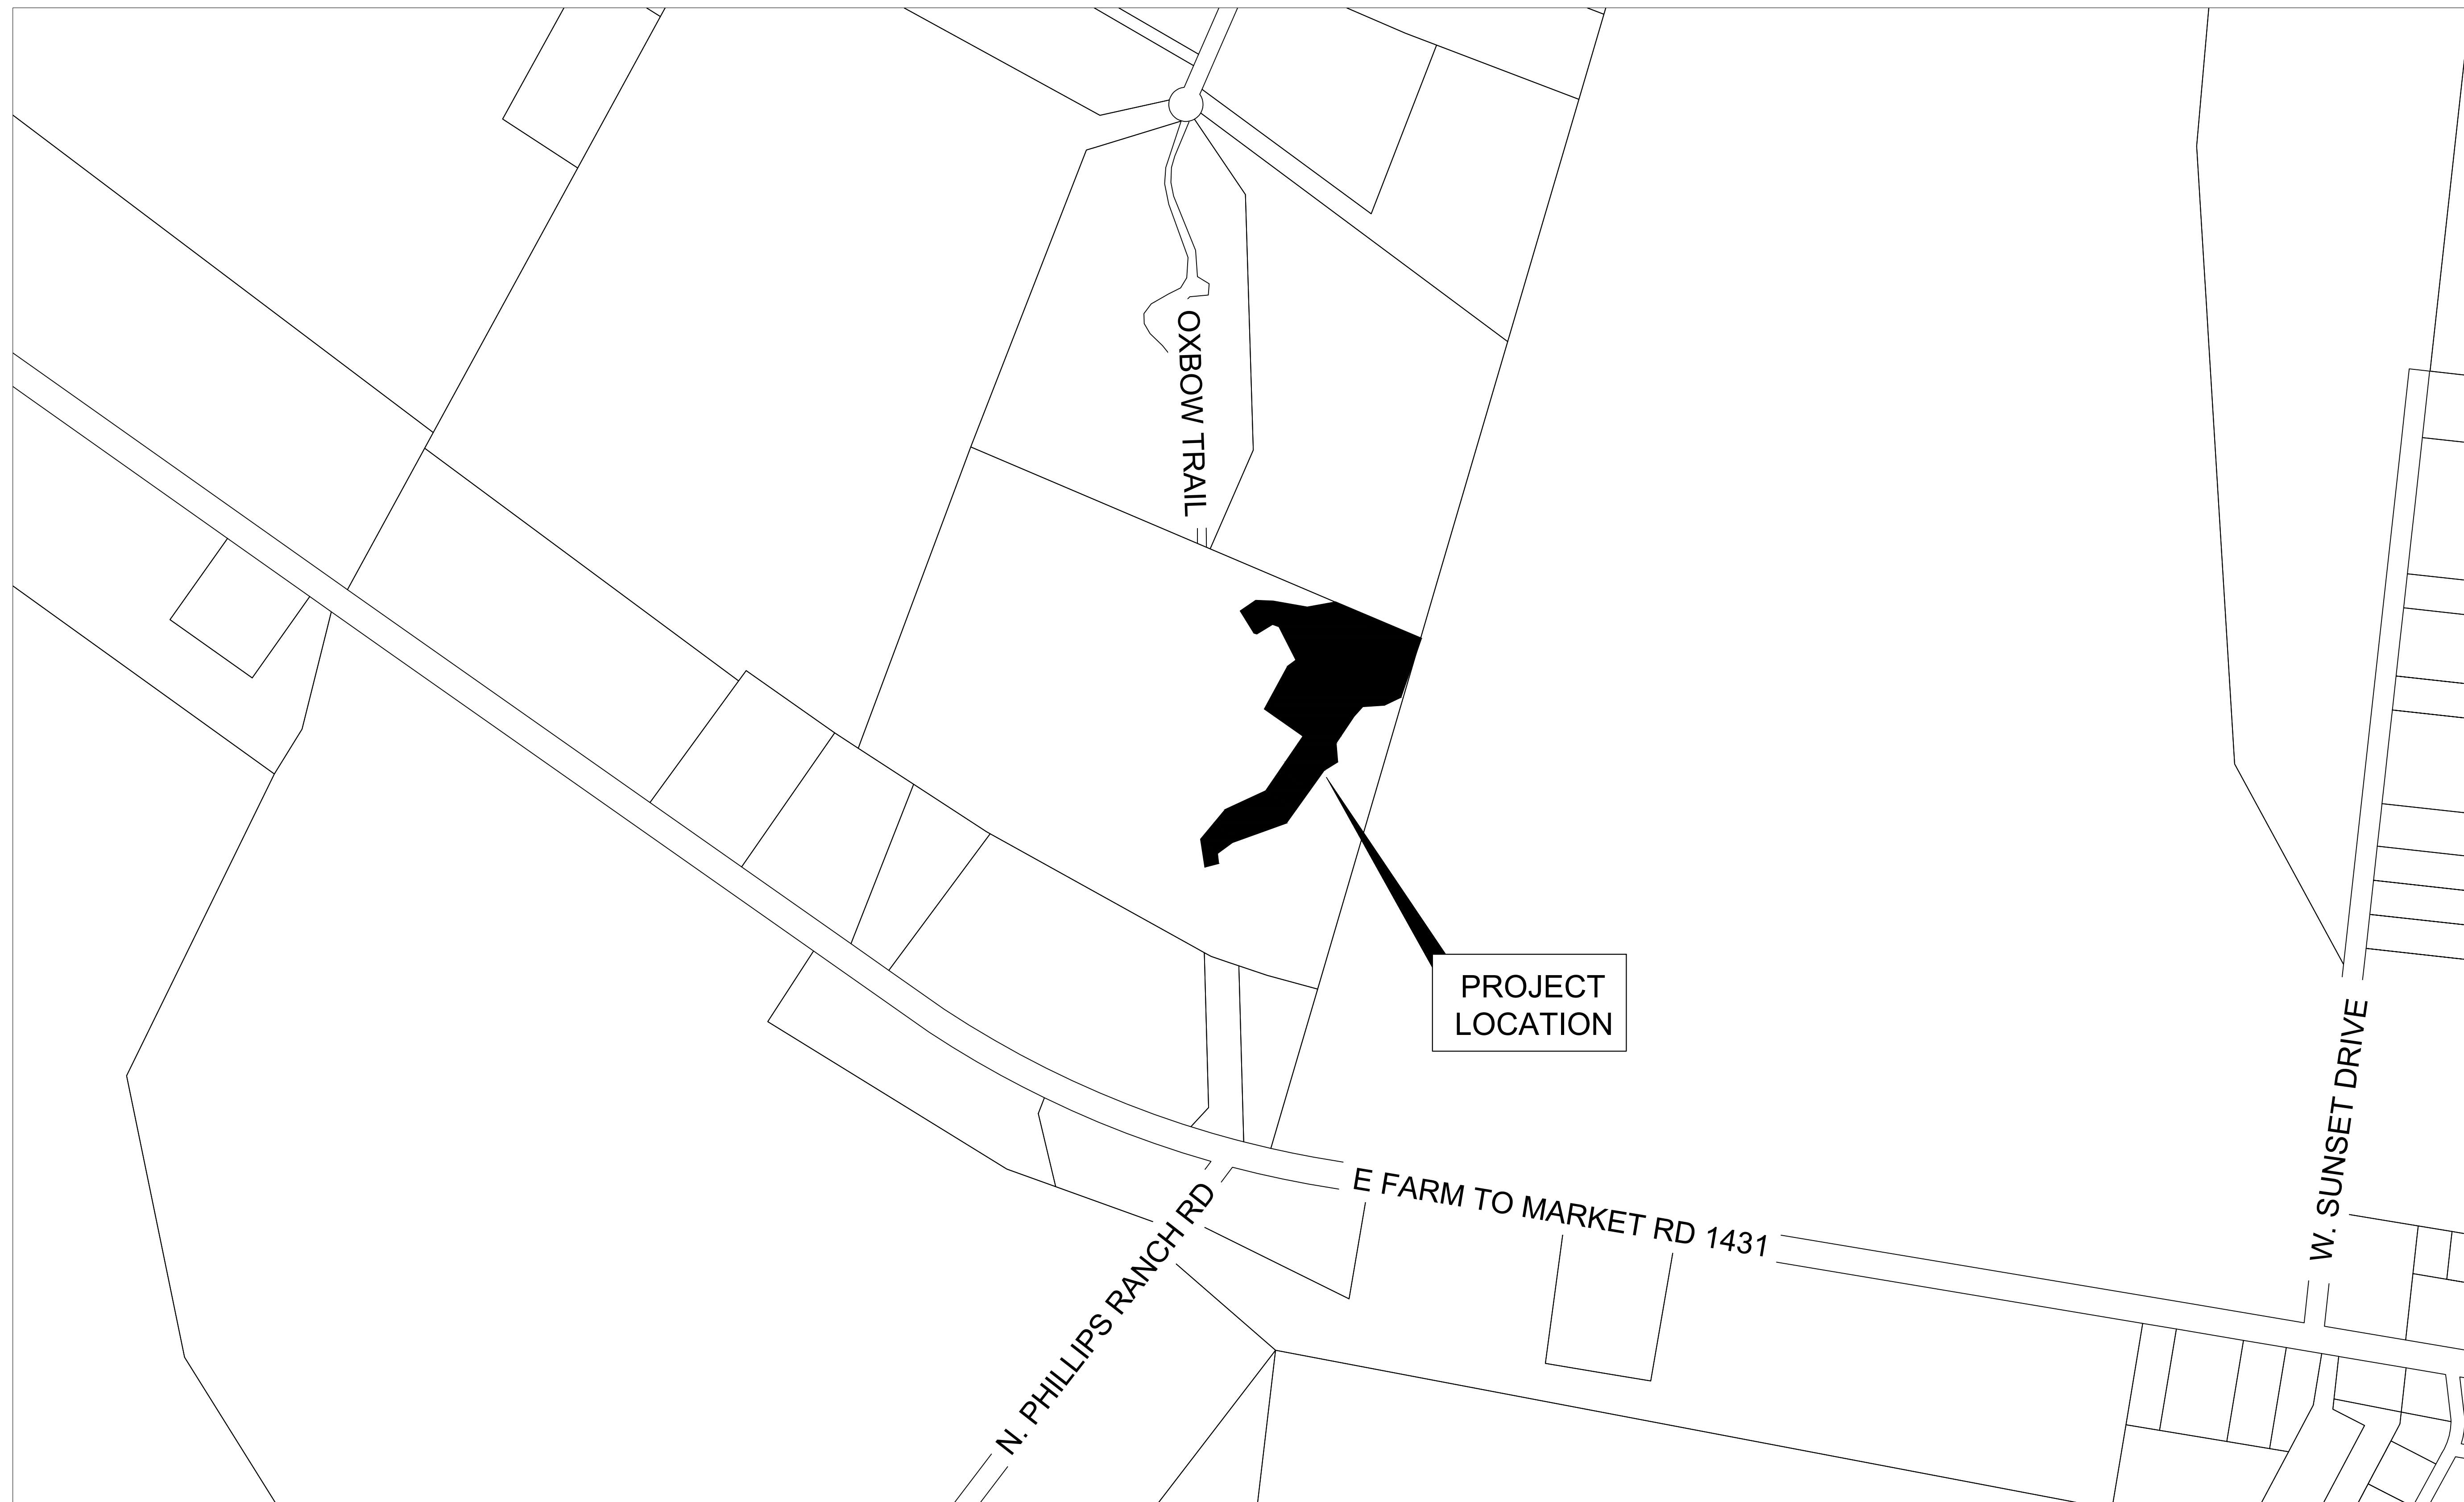 OXBOW TRAIL
PROJECT
LOCATION
W. SUNSET DRIVE
E FARM TO MARKET RD 1431
N. PHILLIPS RANCH RD